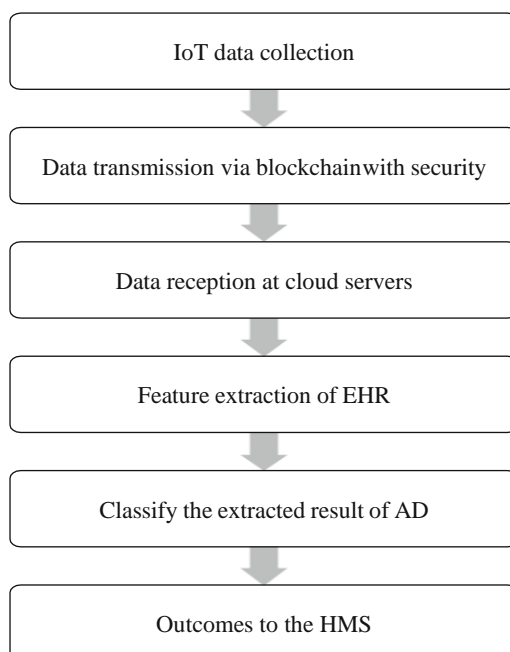 IoT data collection
Data transmission via blockchainwith security
Data reception at cloud servers
Feature extraction of EHR
Classify the extracted result of AD
Outcomes to the HMS